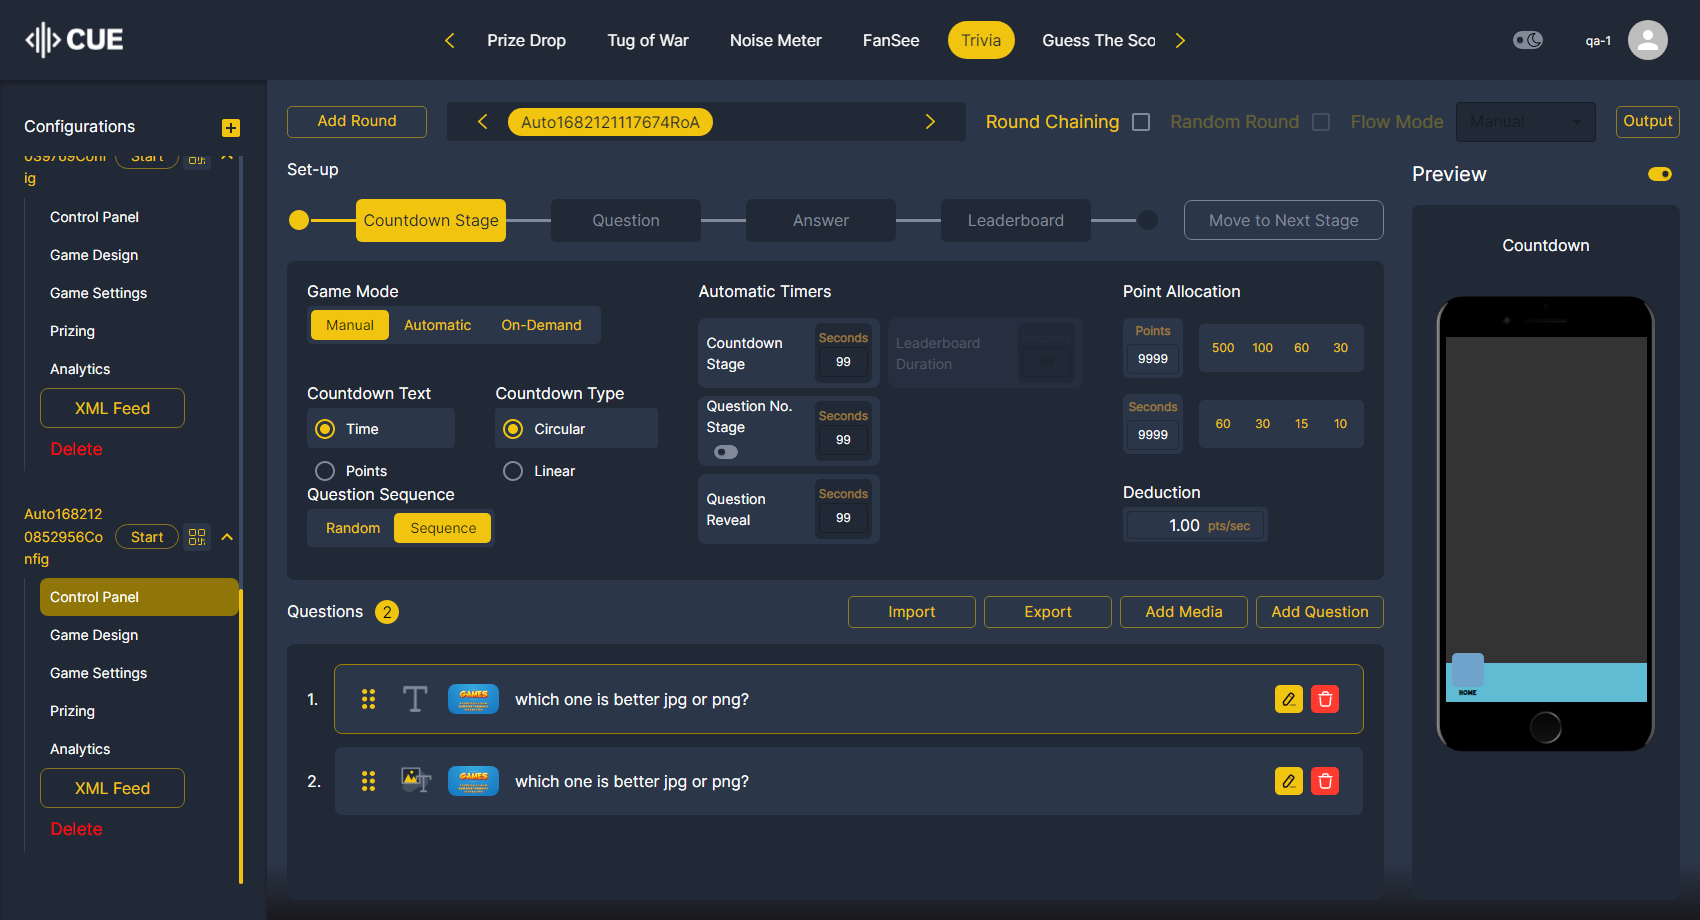 CUE
Prize Drop
Tug of War
Noise Meter
FanSee
Trivia
Guess The Sco
qa-1
Configurations
ig
Start
Control Panel
Game Design
Game Settings
Prizing
Analytics
XML Feed
Delete
Auto168212
0852956Co
nfig
Start
Control Panel
Game Design
Game Settings
Prizing
Analytics
XML Feed
Delete
Add Round
Auto1682121117674RoA
Round Chaining
Random Round
Flow Mode
Manual
Output
Set-up
Countdown Stage
Question
Answer
Leaderboard
Move to Next Stage
Game Mode
Manual
Automatic
On-Demand
Countdown Text
Time
Points
Countdown Type
Circular
Linear
Question Sequence
Random
Sequence
Automatic Timers
Countdown
Stage
Seconds
99
Leaderboard
Duration
Seconds
99
Question No.
Stage
Seconds
99
Question
Reveal
Seconds
99
Point Allocation
Points
9999
500
100
60
30
Seconds
9999
60
30
15
10
Deduction
1.00 pts/sec
Questions 2
Import
Export
Add Media
Add Question
1.
GAMES
which one is better jpg or png?
2.
GAMES
which one is better jpg or png?
Preview
Countdown
HOME